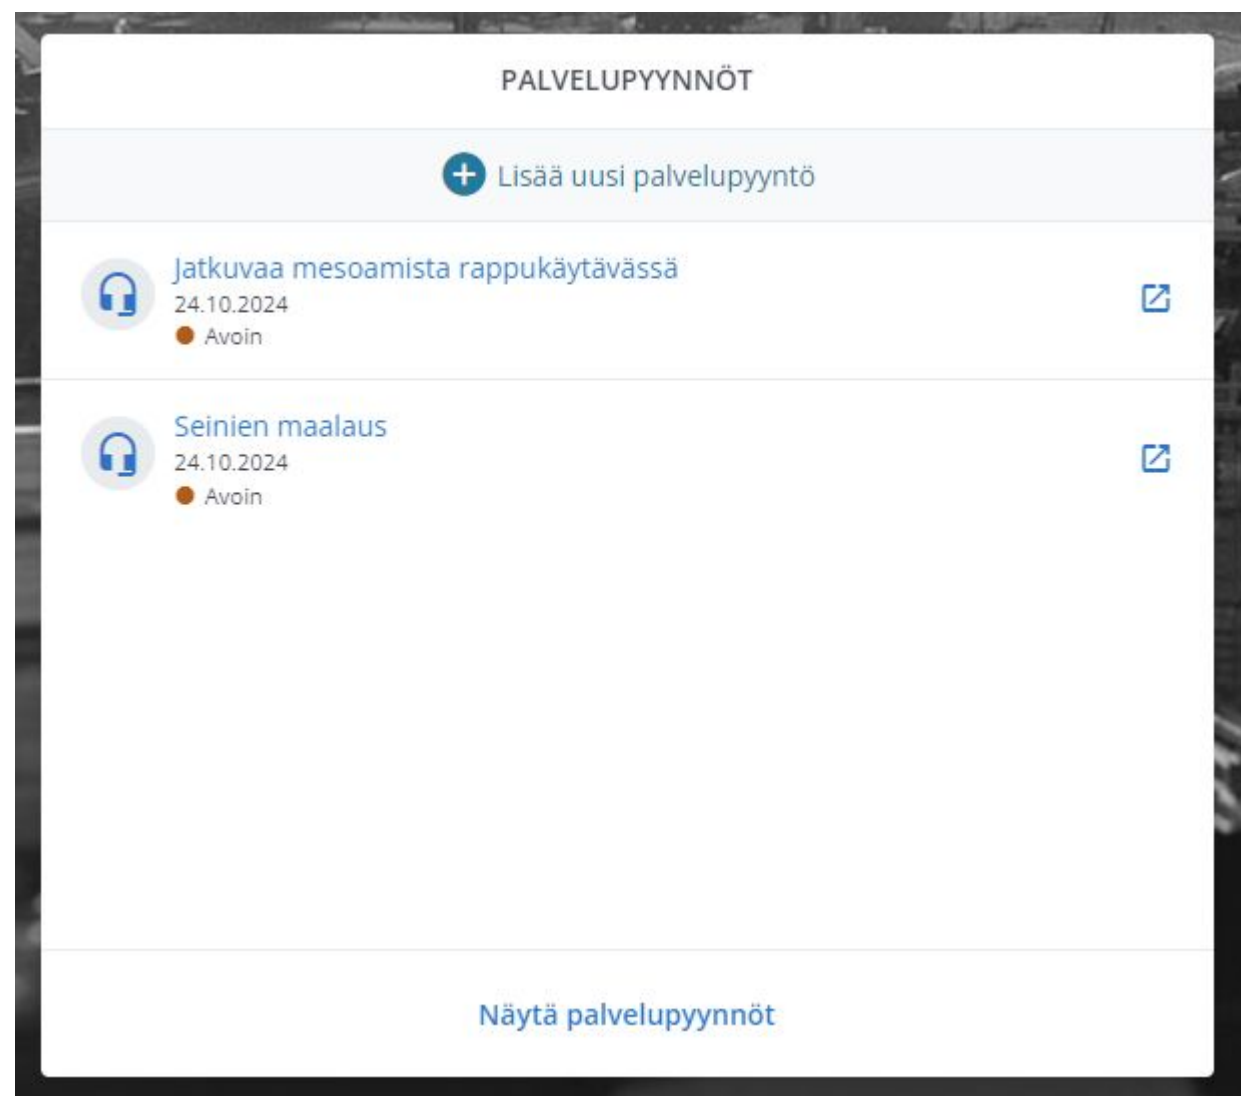 PALVELUPYYNNÖT
Lisää uusi palvelupyyntö
Jatkuvaa mesoamista rappukäytävässä
24.10.2024
Avoin
Seinien maalaus
24.10.2024
Avoin
Näytä palvelupyynnöt